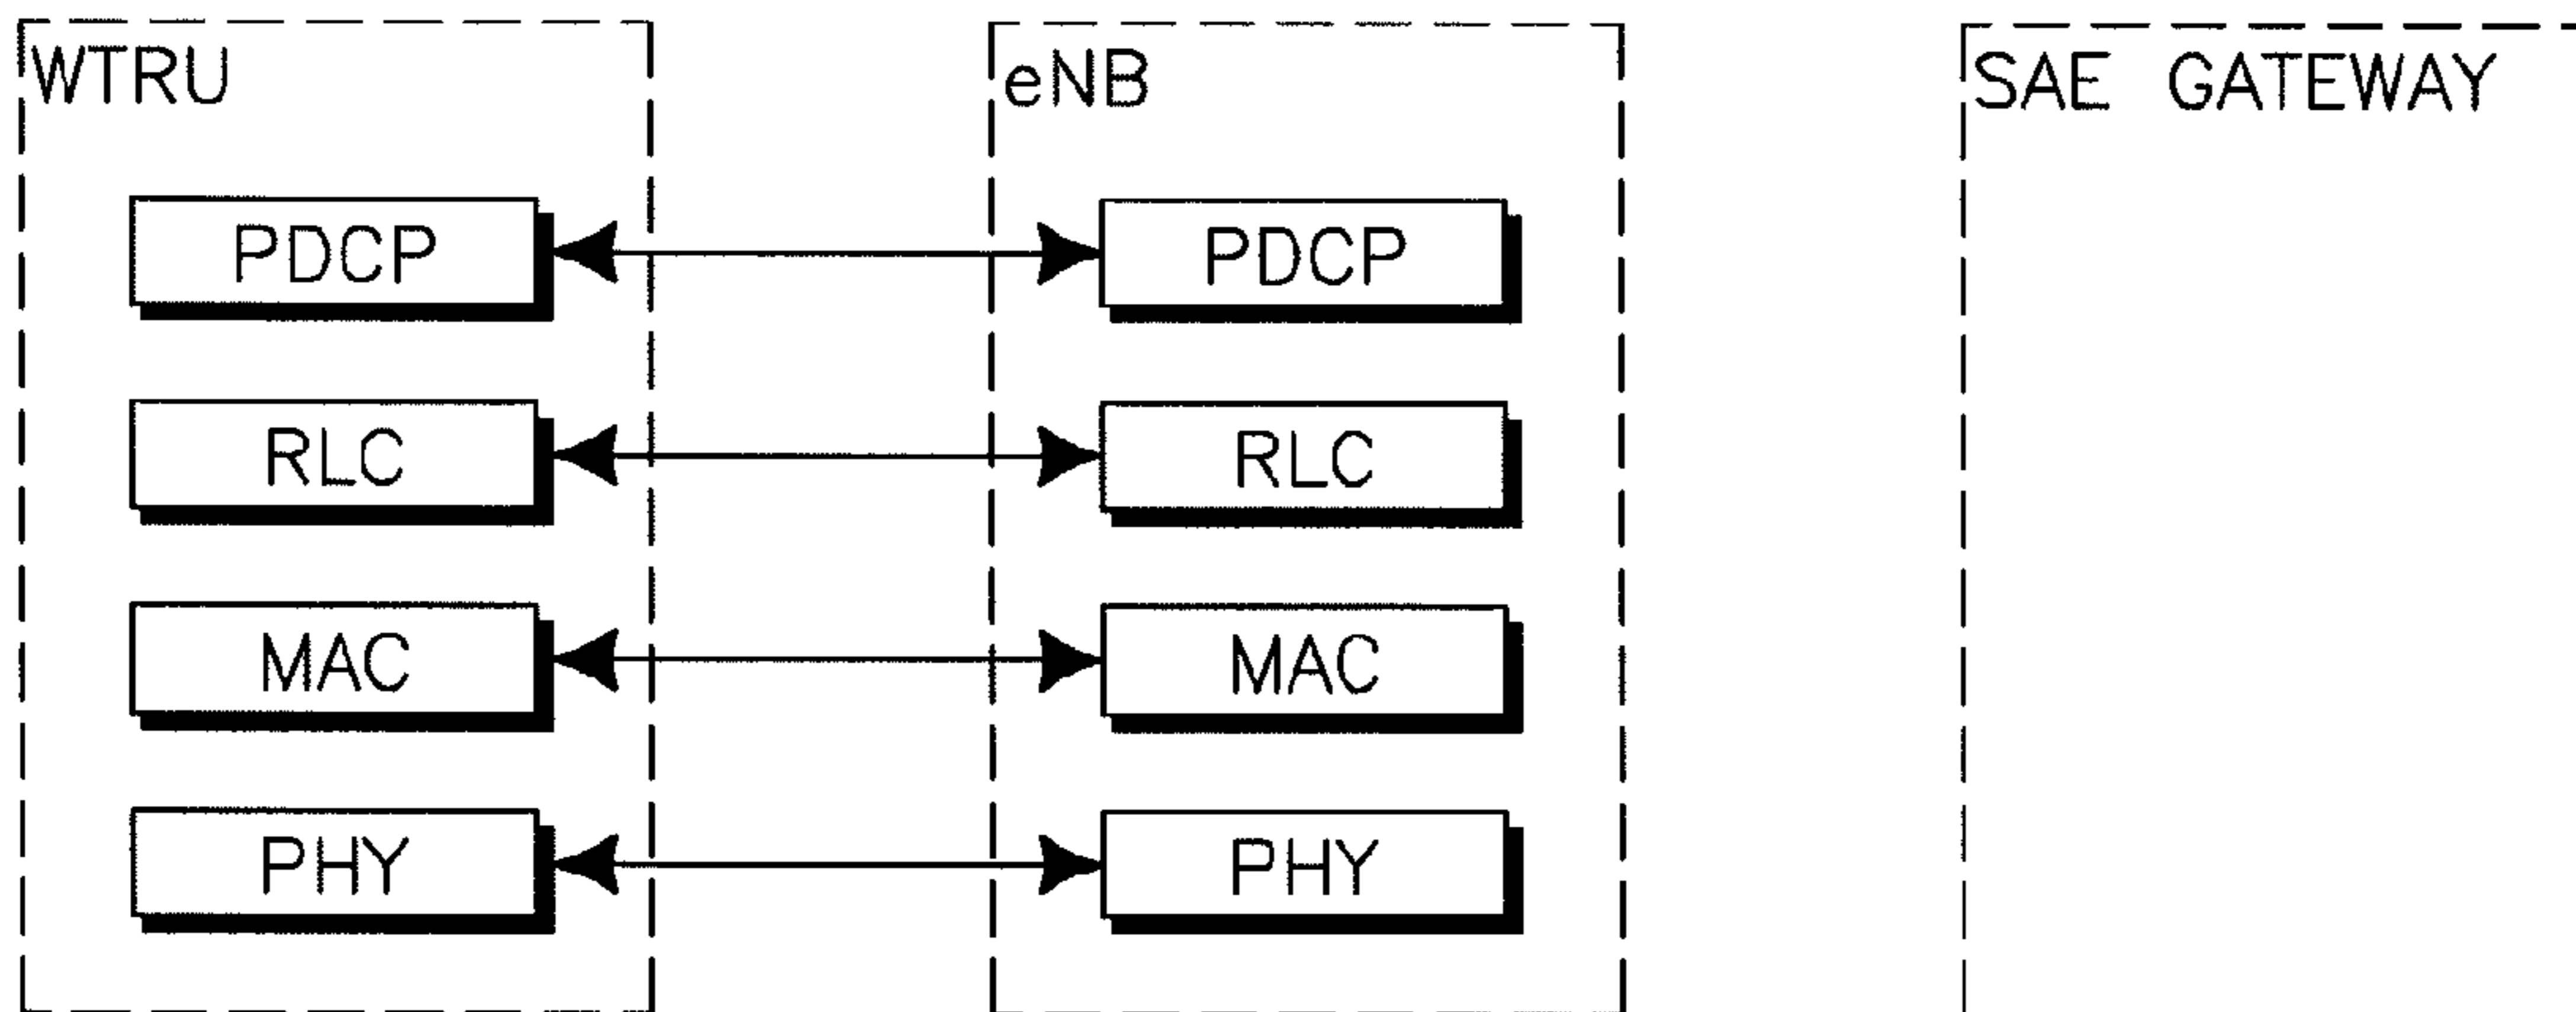 WTRU
eNB
SAE GATEWAY
PDCP
PDCP
RLC
RLC
MAC
MAC
PHY
PHY